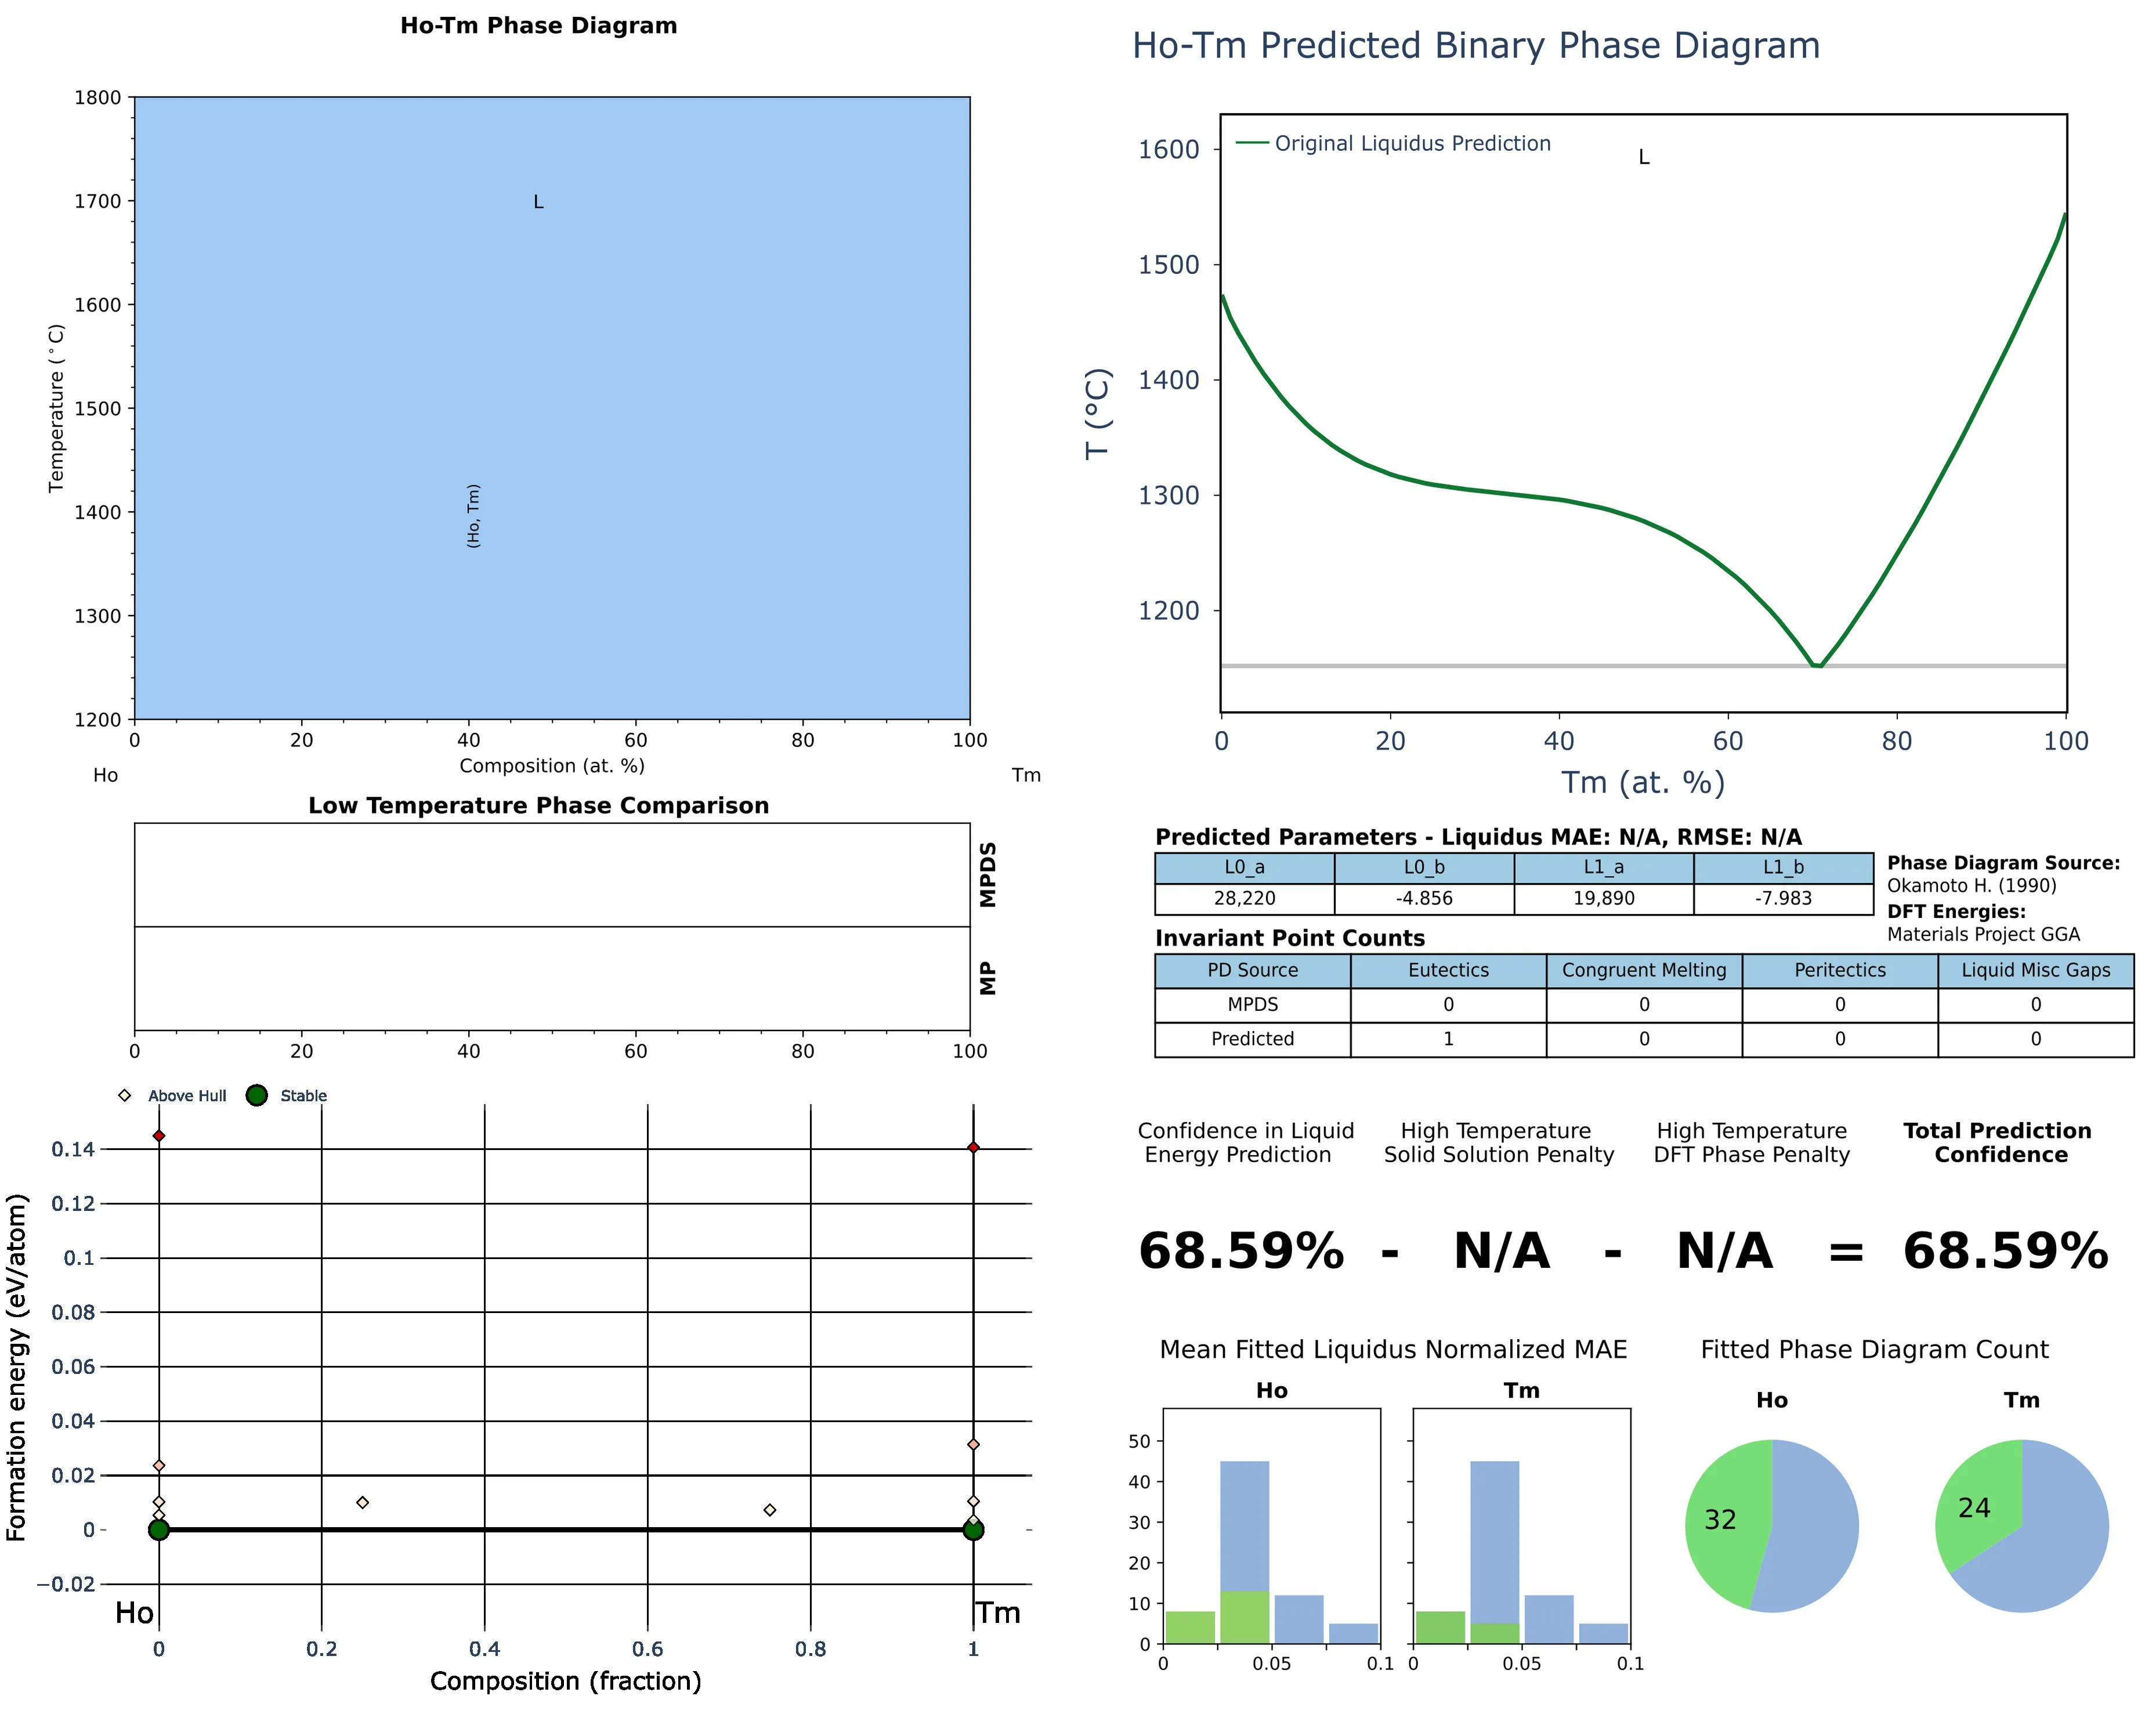 Ho-Tm Phase Diagram
1800
1700
1600
1500
1400
1300
1200
Temperature (°C)
L
(Ho, Tm)
0 20 40 60 80 100
Composition (at. %)
Ho Tm
Low Temperature Phase Comparison
MPDS
MP
0 20 40 60 80 100
Above Hull Stable
0.14
0.12
0.1
0.08
0.06
0.04
0.02
0
−0.02
Formation energy (eV/atom)
Ho Tm
0 0.2 0.4 0.6 0.8 1
Composition (fraction)
Ho-Tm Predicted Binary Phase Diagram
Original Liquidus Prediction
L
1600
1500
1400
1300
1200
T (°C)
0 20 40 60 80 100
Tm (at. %)
Predicted Parameters - Liquidus MAE: N/A, RMSE: N/A
L0_a L0_b L1_a L1_b
28,220 -4.856 19,890 -7.983
Phase Diagram Source:
Okamoto H. (1990)
DFT Energies:
Materials Project GGA
Invariant Point Counts
PD Source Eutectics Congruent Melting Peritectics Liquid Misc Gaps
MPDS 0 0 0 0
Predicted 1 0 0 0
Confidence in Liquid
Energy Prediction
High Temperature
Solid Solution Penalty
High Temperature
DFT Phase Penalty
Total Prediction
Confidence
68.59% - N/A - N/A = 68.59%
Mean Fitted Liquidus Normalized MAE
Ho Tm
50
40
30
20
10
0
0 0.05 0.1
0 0.05 0.1
Fitted Phase Diagram Count
Ho Tm
32 24